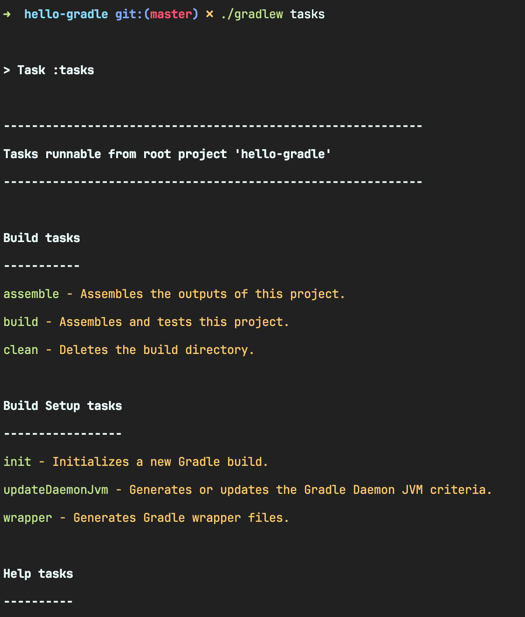 ➜  hello-gradle git:(master) ✗ ./gradlew tasks
> Task :tasks
------------------------------------------------------------
Tasks runnable from root project 'hello-gradle'
------------------------------------------------------------
Build tasks
-----------
assemble - Assembles the outputs of this project.
build - Assembles and tests this project.
clean - Deletes the build directory.
Build Setup tasks
-----------------
init - Initializes a new Gradle build.
updateDaemonJvm - Generates or updates the Gradle Daemon JVM criteria.
wrapper - Generates Gradle wrapper files.
Help tasks
----------